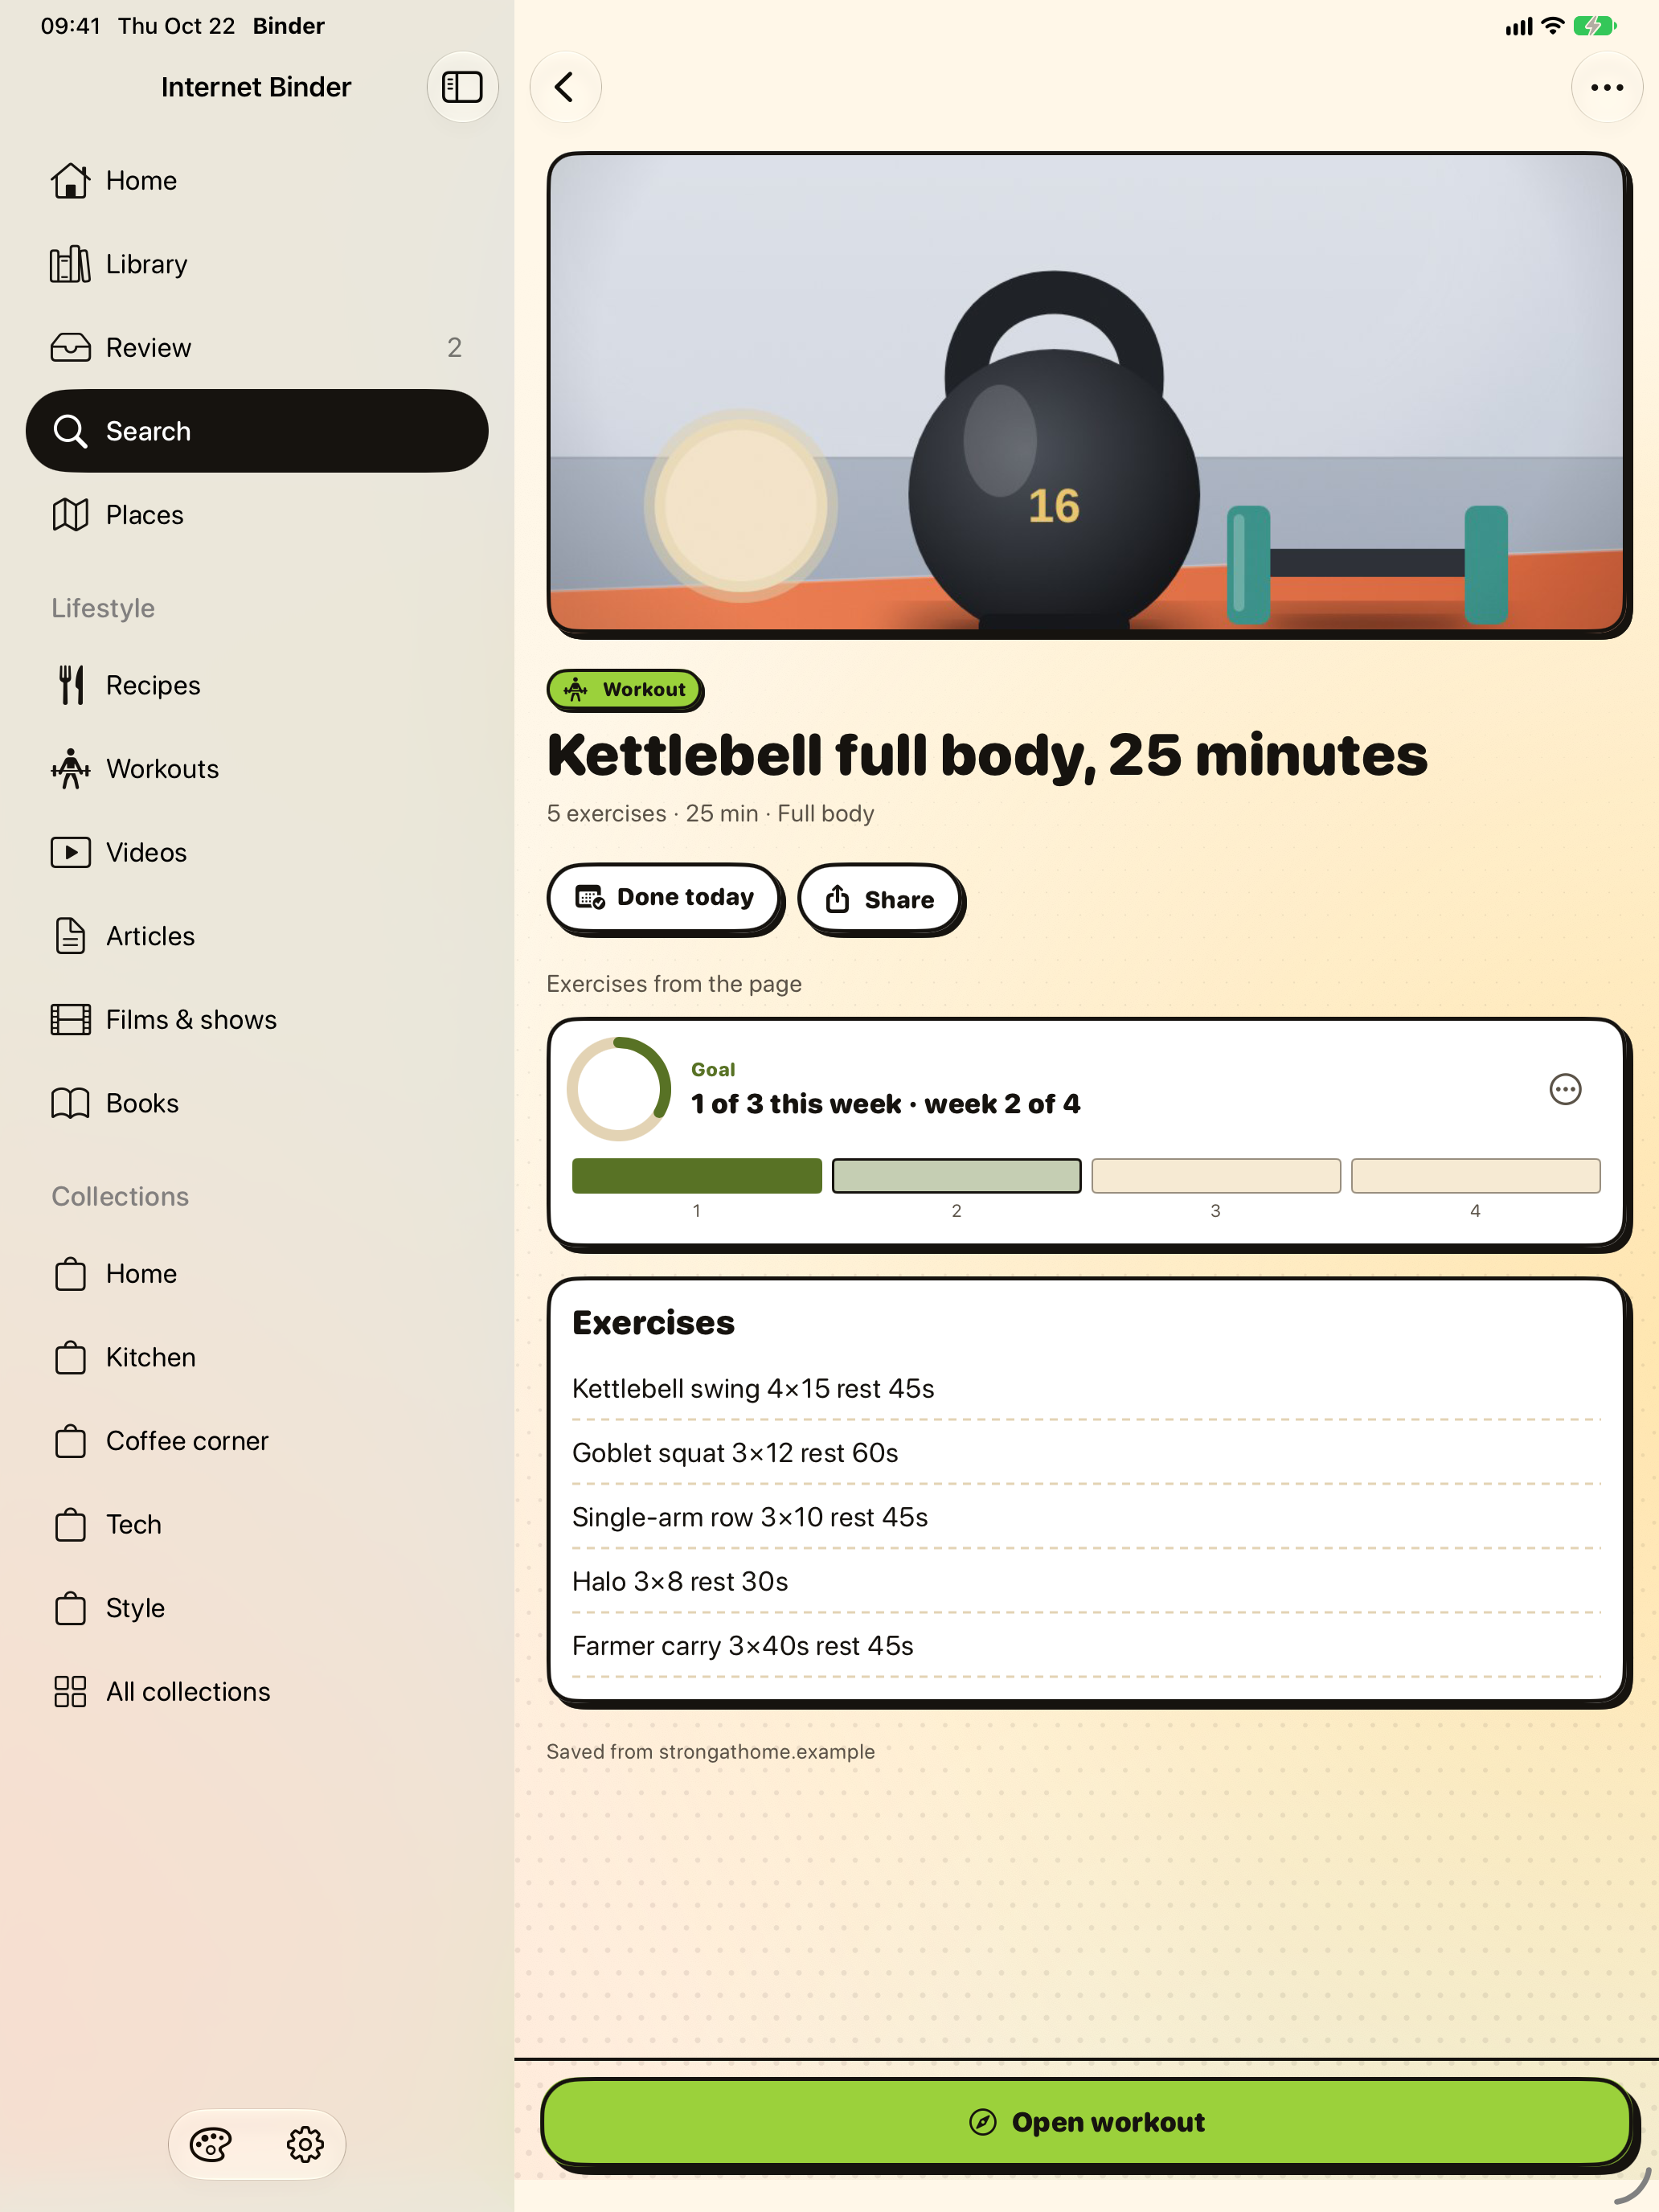 09:41 Thu Oct 22 Binder
Internet Binder
Home
Library
Review 2
Search
Places
Lifestyle
Recipes
Workouts
Videos
Articles
Films & shows
Books
Collections
Home
Kitchen
Coffee corner
Tech
Style
All collections
16
Workout
Kettlebell full body, 25 minutes
5 exercises · 25 min · Full body
Done today
Share
Exercises from the page
Goal
1 of 3 this week · week 2 of 4
1 2 3 4
Exercises
Kettlebell swing 4×15 rest 45s
Goblet squat 3×12 rest 60s
Single-arm row 3×10 rest 45s
Halo 3×8 rest 30s
Farmer carry 3×40s rest 45s
Saved from strongathome.example
Open workout